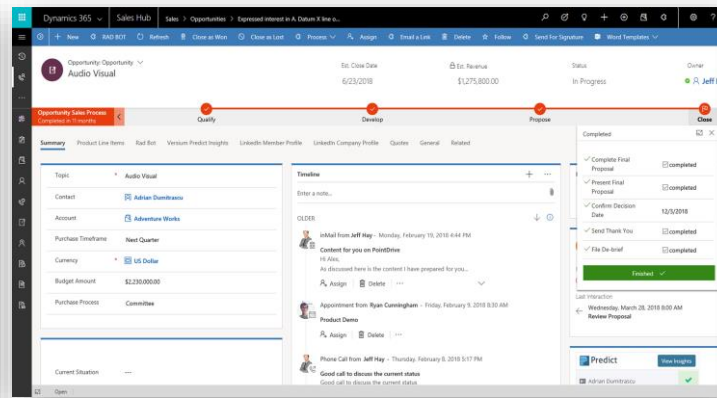 Dynamics 365
Sales Hub
Sales > Opportunities > Expressed interest in A. Datum X line o...
+ New
RAD BOT
Refresh
Close as Won
Close as Lost
Process
Assign
Email a Link
Delete
Follow
Send For Signature
Word Templates
Opportunity: Opportunity
Audio Visual
Est. Close Date
6/23/2018
Est. Revenue
$1,275,800.00
Status
In Progress
Owner
Jeff
Opportunity Sales Process
Completed in 11 months
Qualify
Develop
Propose
Close
Summary
Product Line Items
Rad Bot
Versium Predict Insights
LinkedIn Member Profile
LinkedIn Company Profile
Quotes
General
Related
Topic * Audio Visual
Contact Adrian Dumitrascu
Account Adventure Works
Purchase Timeframe Next Quarter
Currency * US Dollar
Budget Amount $2,230,000.00
Purchase Process Committee
Current Situation ---
Timeline
Enter a note...
OLDER
inMail from Jeff Hay - Monday, February 19, 2018 4:44 PM
Content for you on PointDrive
Hi Ales,
As discussed here is the content I have prepared for you...
Assign
Delete
...
Appointment from Ryan Cunningham - Friday, February 9, 2018 8:30 AM
Product Demo
Assign
Delete
...
Phone Call from Jeff Hay - Thursday, February 8, 2018 5:17 PM
Good call to discuss the current status
Good call to discuss the current status
Completed
Complete Final
Proposal
completed
Present Final
Proposal
completed
Confirm Decision
Date
12/3/2018
Send Thank You
completed
File De-brief
completed
Finished
Last Interaction
Wednesday, March 28, 2018 8:00 AM
Review Proposal
Predict
View Insights
Adrian Dumitrascu
Open